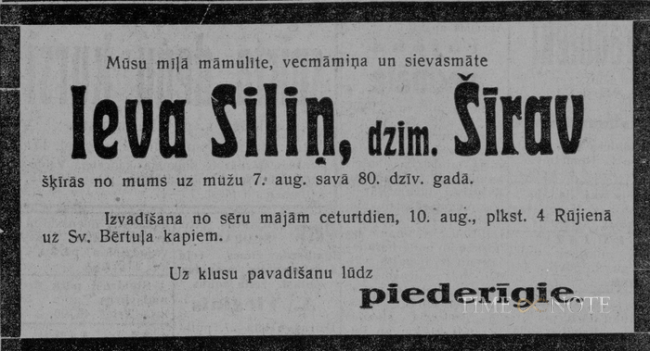 Mūsu mīļā māmulīte, vecmāmiņa un sievasmāte
Ieva Siliņ, dzim. Šīrav
šķīrās no mums uz mūžu 7. aug. savā 80. dzīv. gadā.
Izvadīšana no sēru mājām ceturtdien, 10. aug., plkst. 4 Rūjienā
uz Sv. Bērtuļa kapiem.
Uz klusu pavadīšanu lūdz
piederīgie.
TIMENOTE